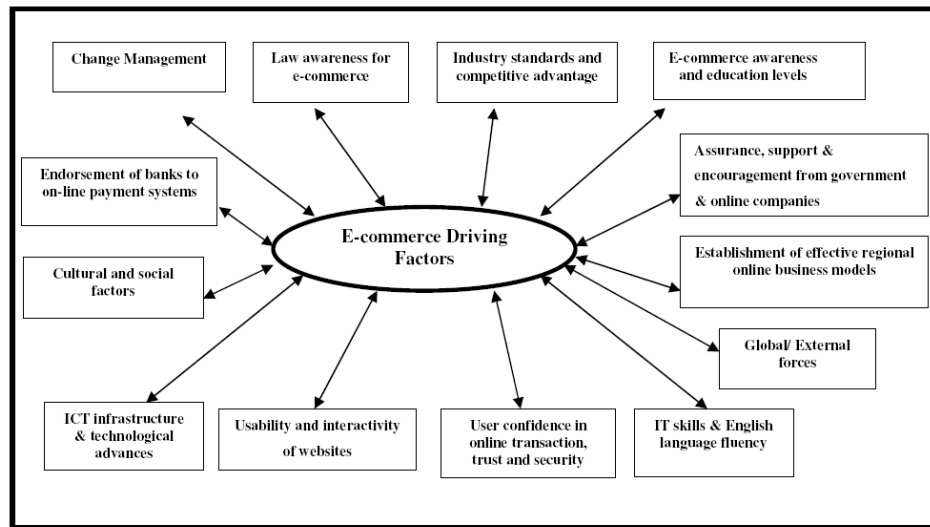 Change Management
Law awareness for
e-commerce
Industry standards and
competitive advantage
E-commerce awareness
and education levels
Endorsement of banks to
on-line payment systems
Assurance, support &
encouragement from government
& online companies
E-commerce Driving
Factors
Cultural and social
factors
Establishment of effective regional
online business models
Global/ External
forces
ICT infrastructure
& technological
advances
Usability and interactivity
of websites
User confidence in
online transaction,
trust and security
IT skills & English
language fluency